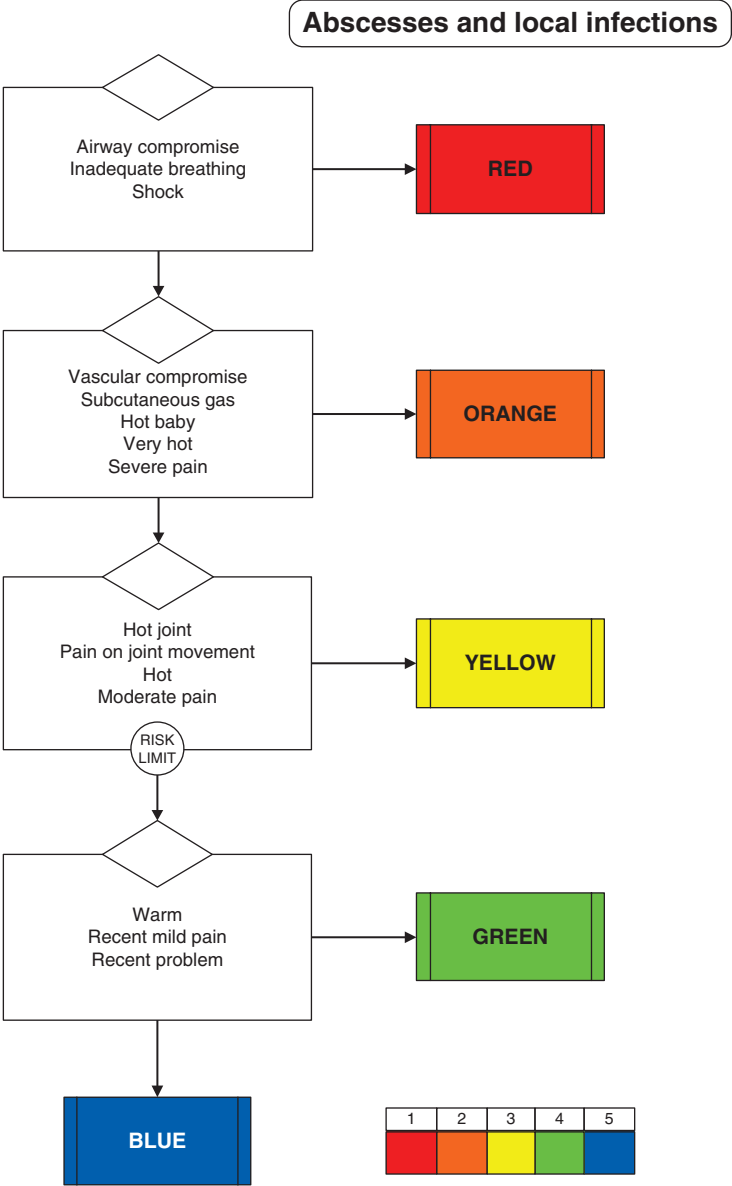 Abscesses and local infections
Airway compromise
Inadequate breathing
Shock
RED
Vascular compromise
Subcutaneous gas
Hot baby
Very hot
Severe pain
ORANGE
Hot joint
Pain on joint movement
Hot
Moderate pain
YELLOW
RISK
LIMIT
Warm
Recent mild pain
Recent problem
GREEN
BLUE
1 2 3 4 5